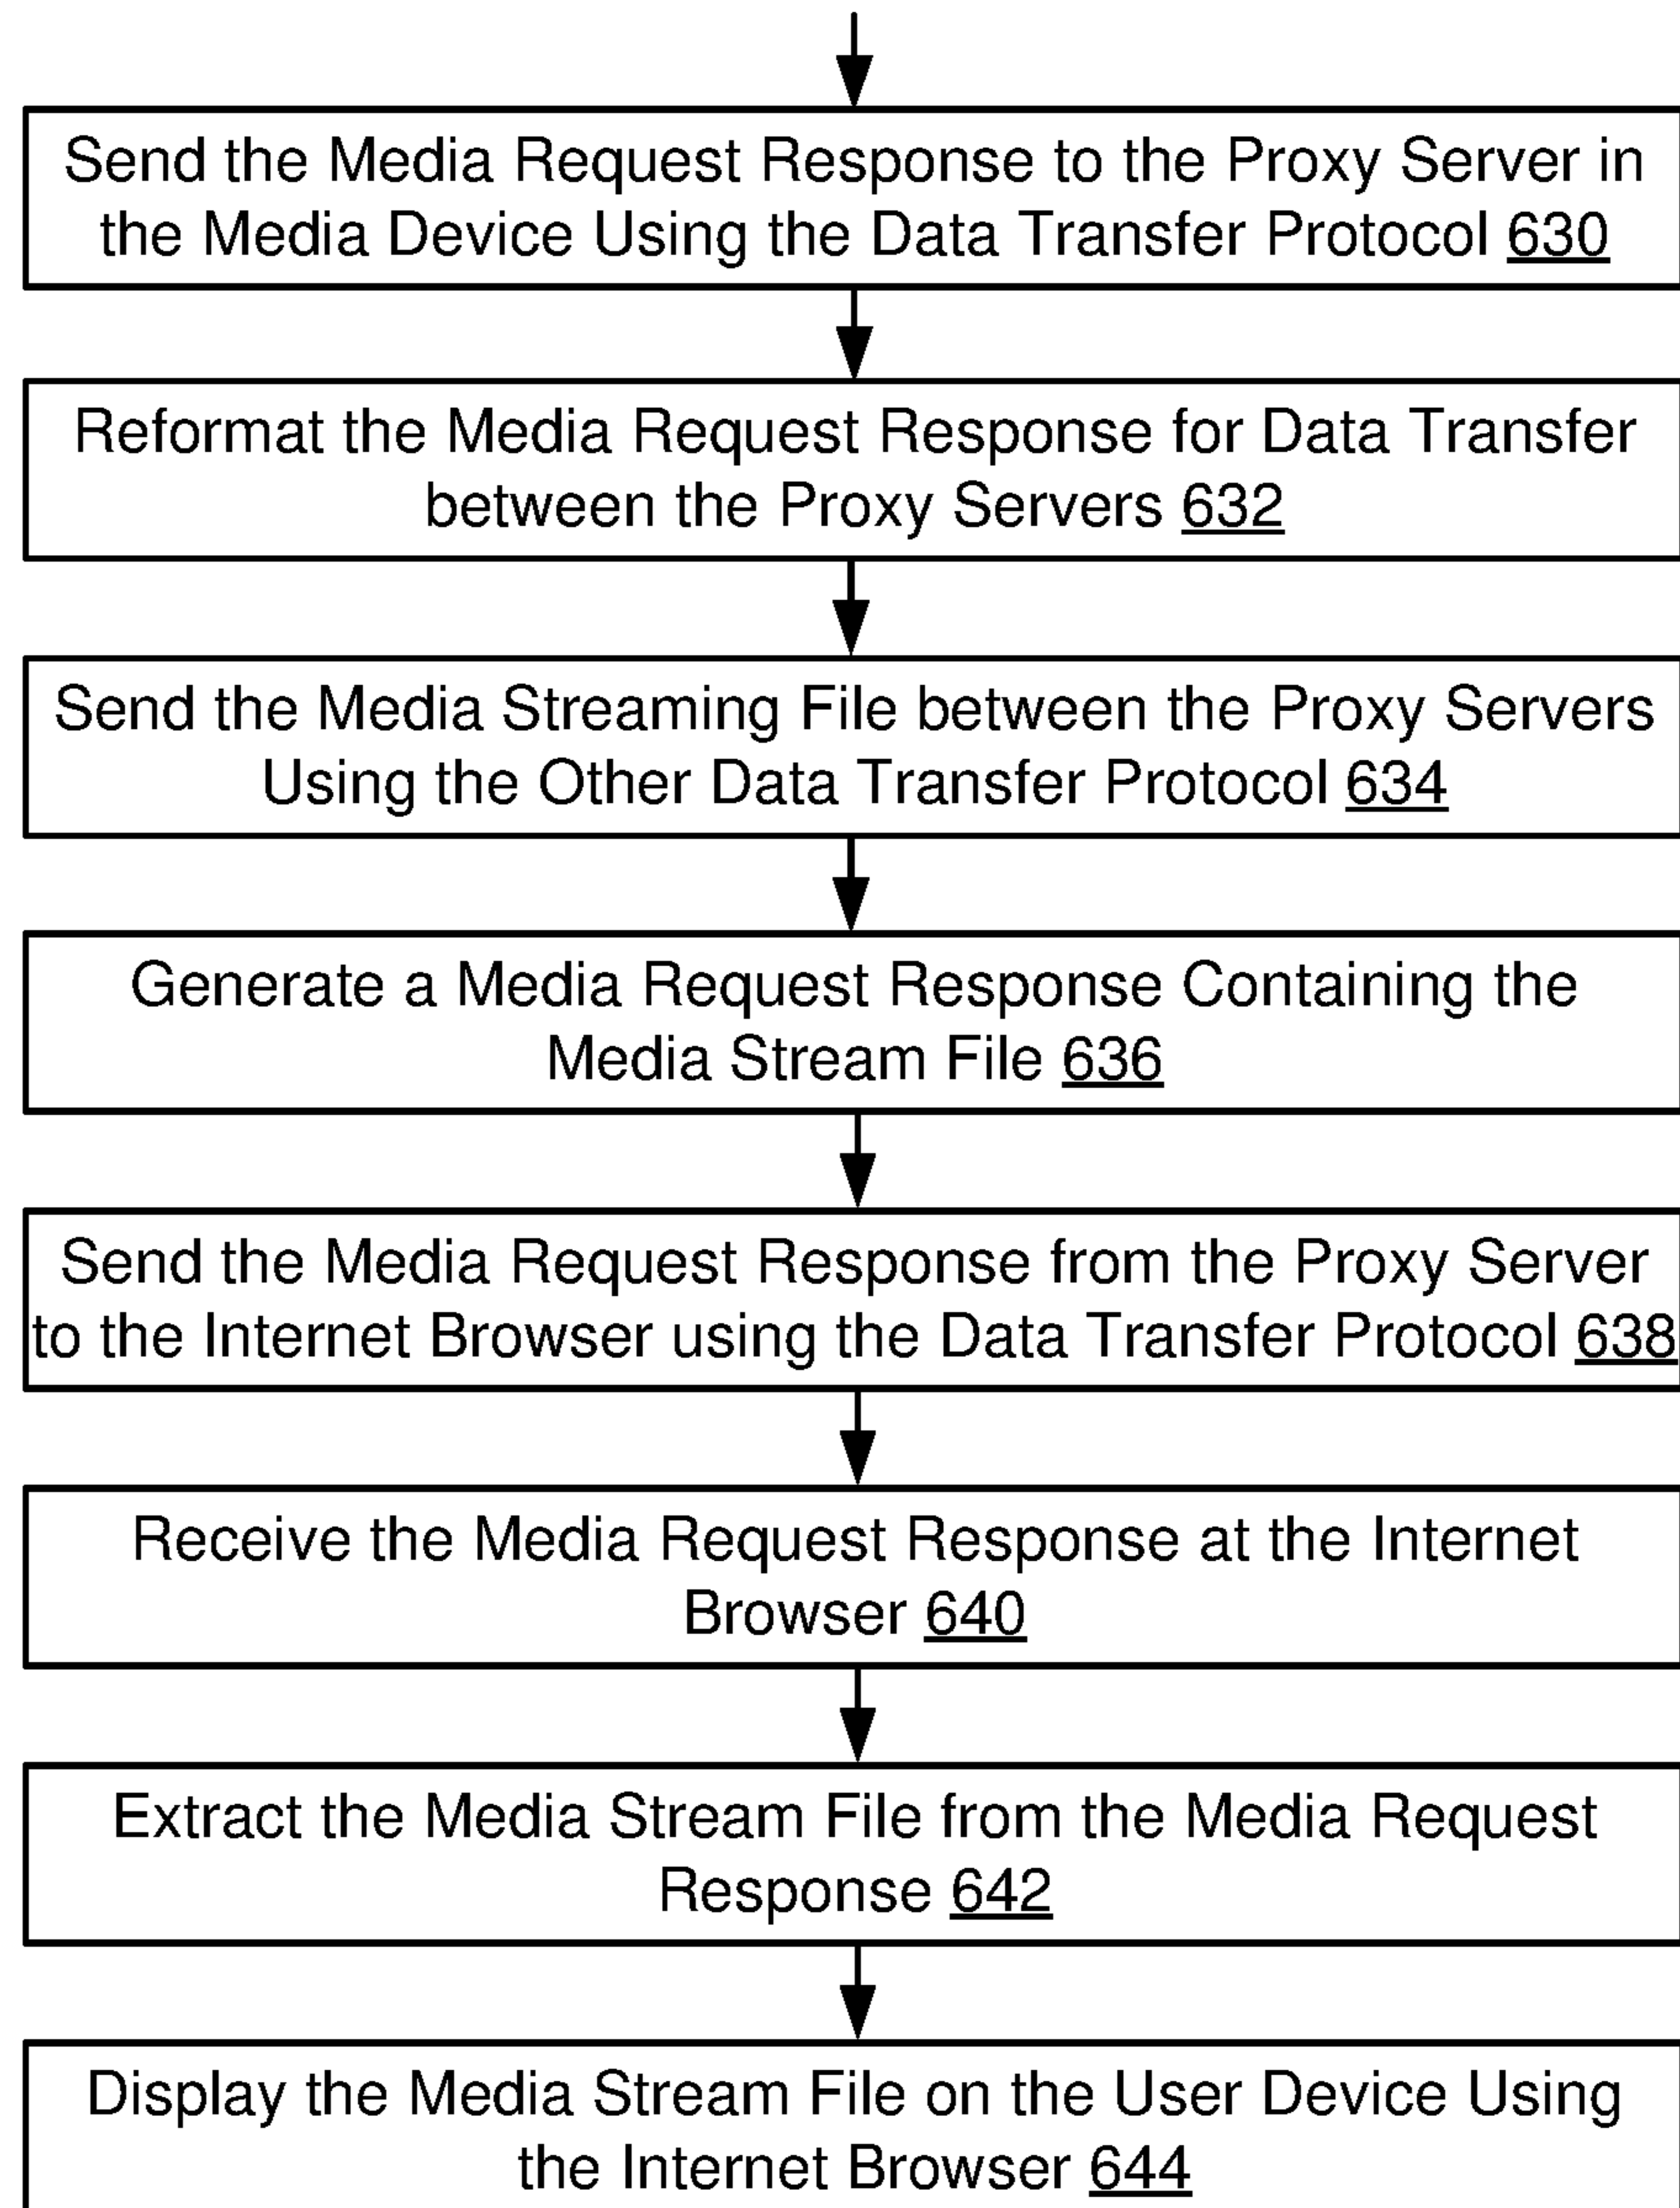 Send the Media Request Response to the Proxy Server in
the Media Device Using the Data Transfer Protocol 630
Reformat the Media Request Response for Data Transfer
between the Proxy Servers 632
Send the Media Streaming File between the Proxy Servers
Using the Other Data Transfer Protocol 634
Generate a Media Request Response Containing the
Media Stream File 636
Send the Media Request Response from the Proxy Server
to the Internet Browser using the Data Transfer Protocol 638
Receive the Media Request Response at the Internet
Browser 640
Extract the Media Stream File from the Media Request
Response 642
Display the Media Stream File on the User Device Using
the Internet Browser 644